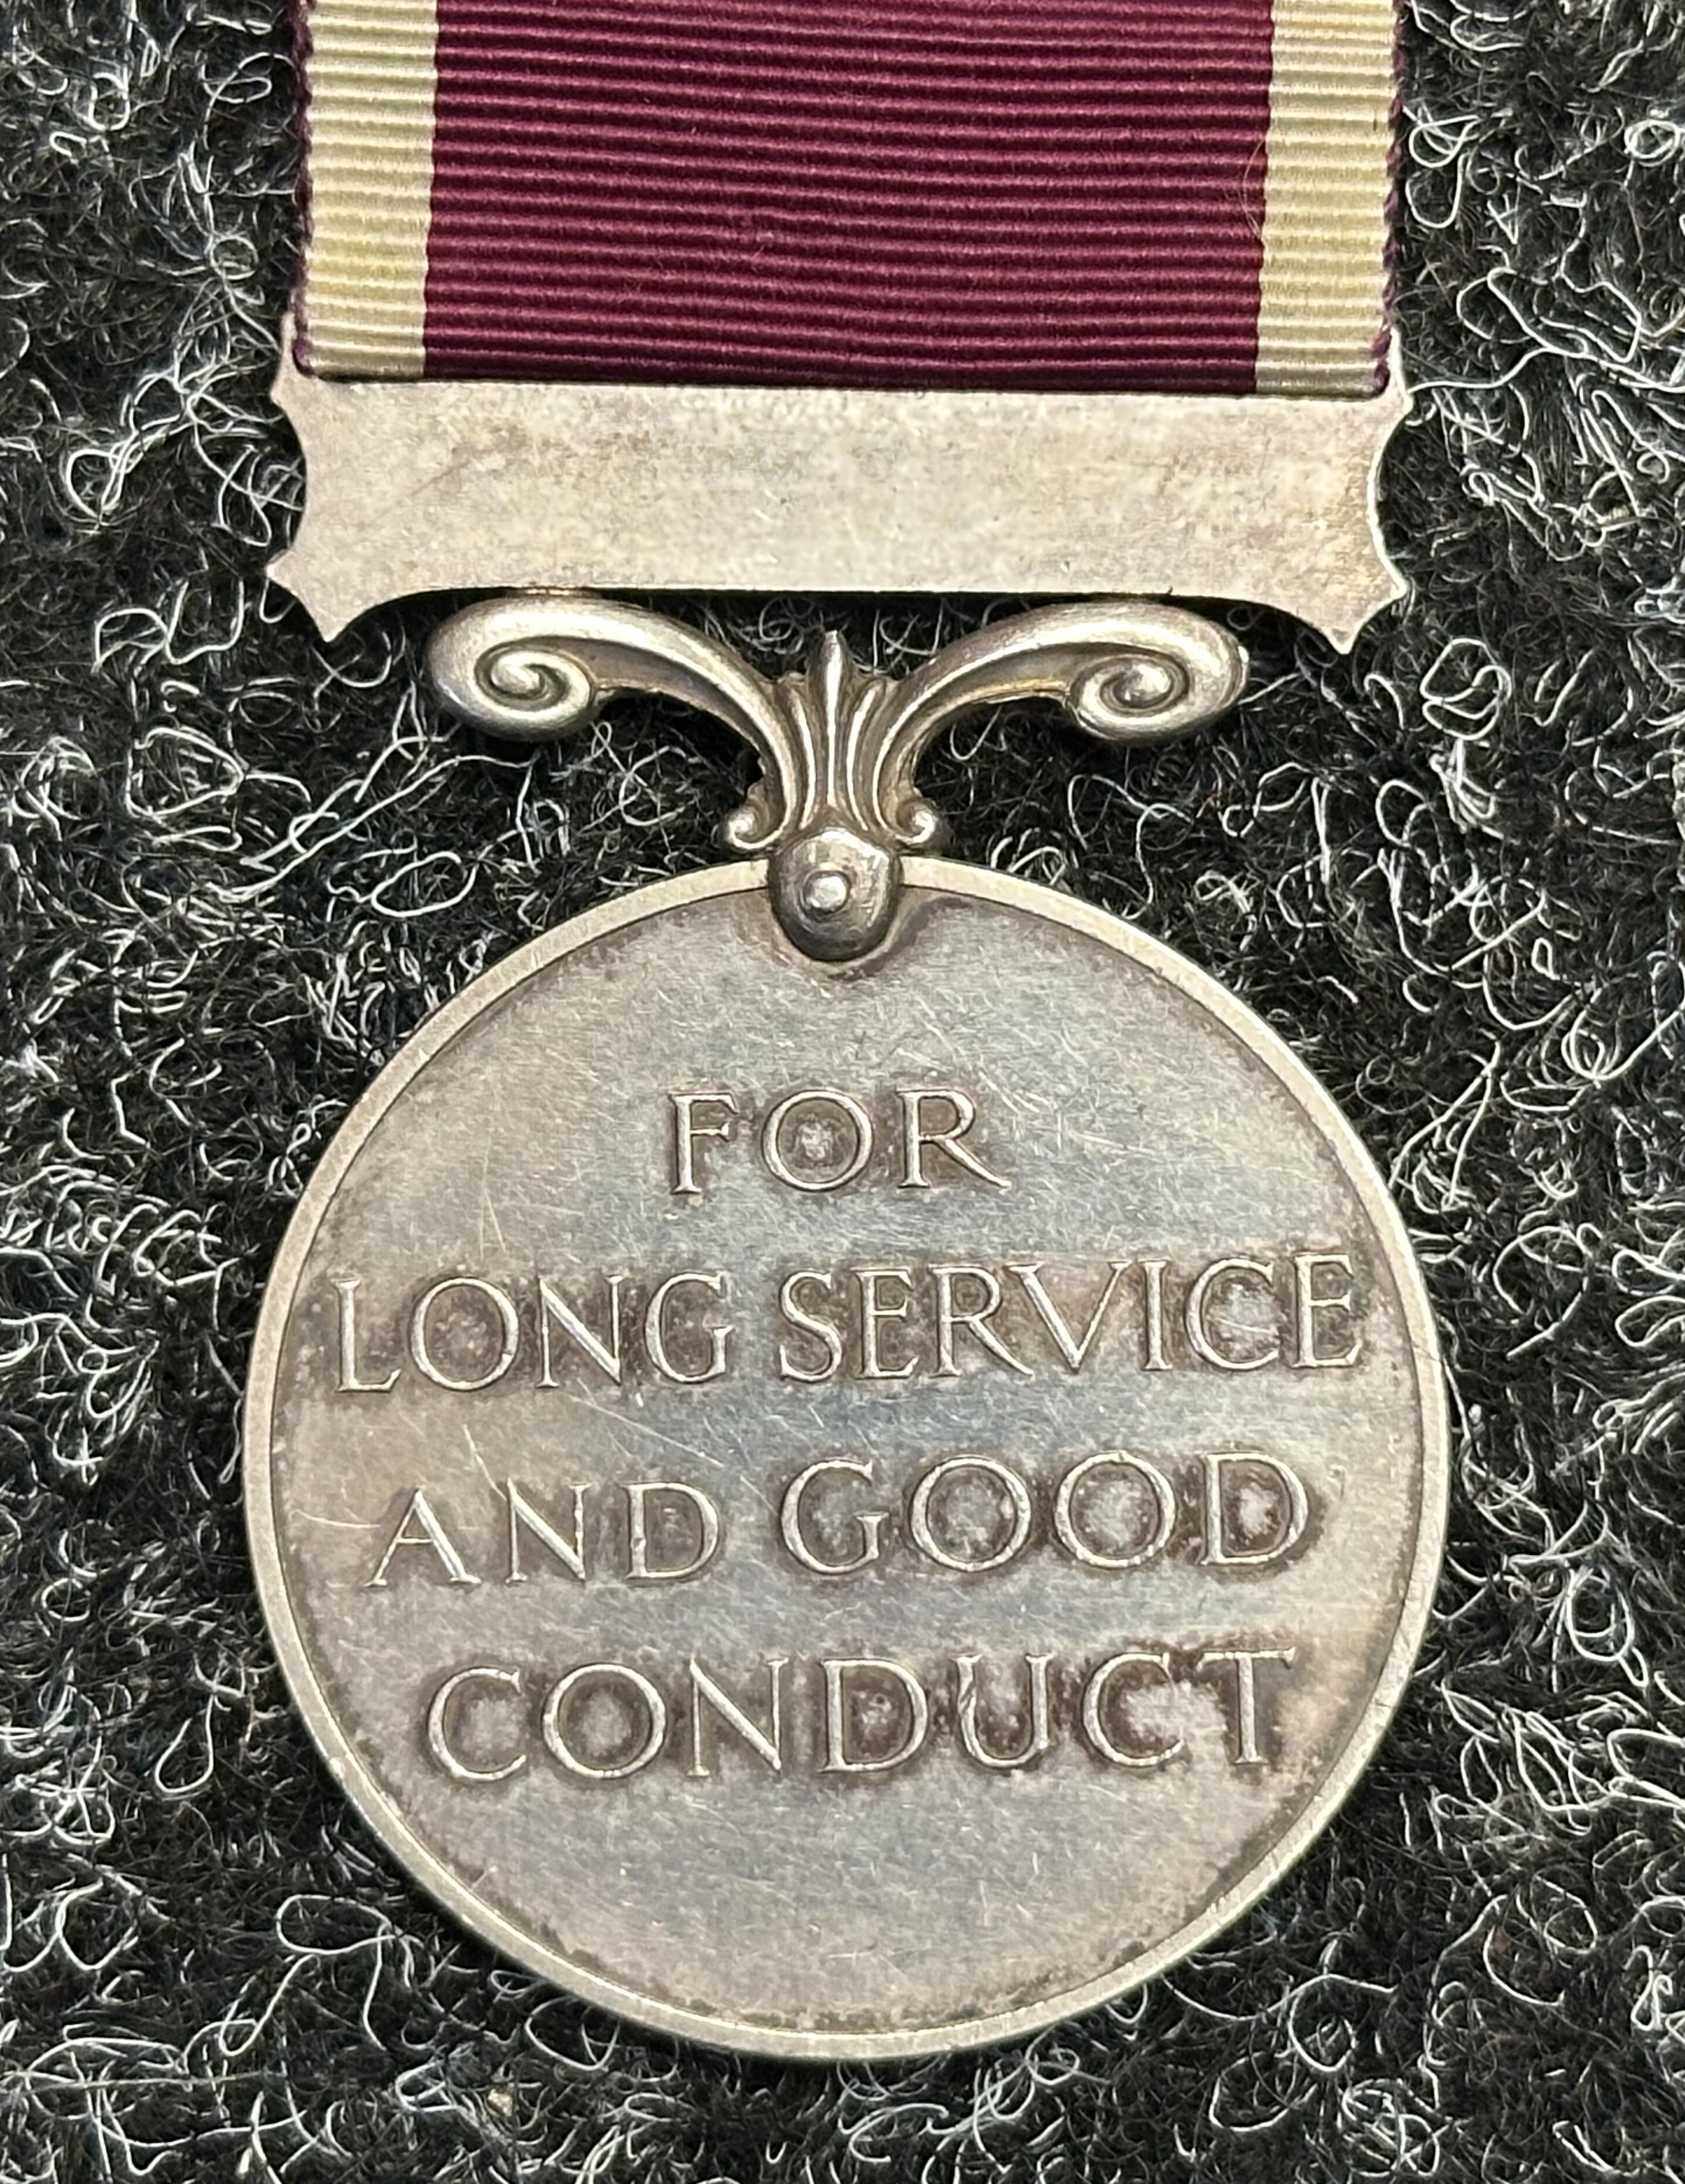 FOR
LONG SERVICE
AND GOOD
CONDUCT